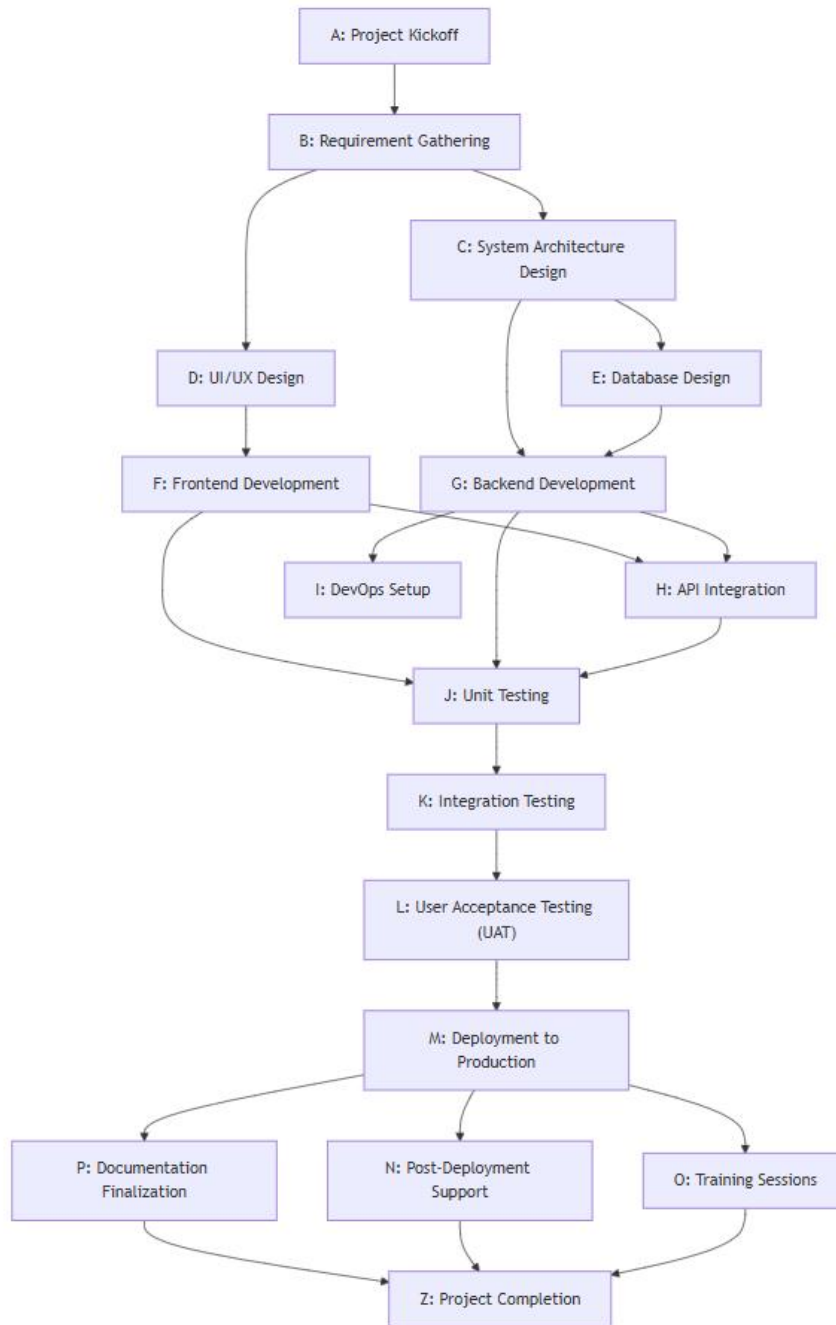 A: Project Kickoff
B: Requirement Gathering
C: System Architecture
Design
D: UI/UX Design
E: Database Design
F: Frontend Development
G: Backend Development
I: DevOps Setup
H: API Integration
J: Unit Testing
K: Integration Testing
L: User Acceptance Testing
(UAT)
M: Deployment to
Production
P: Documentation
Finalization
N: Post-Deployment
Support
O: Training Sessions
Z: Project Completion